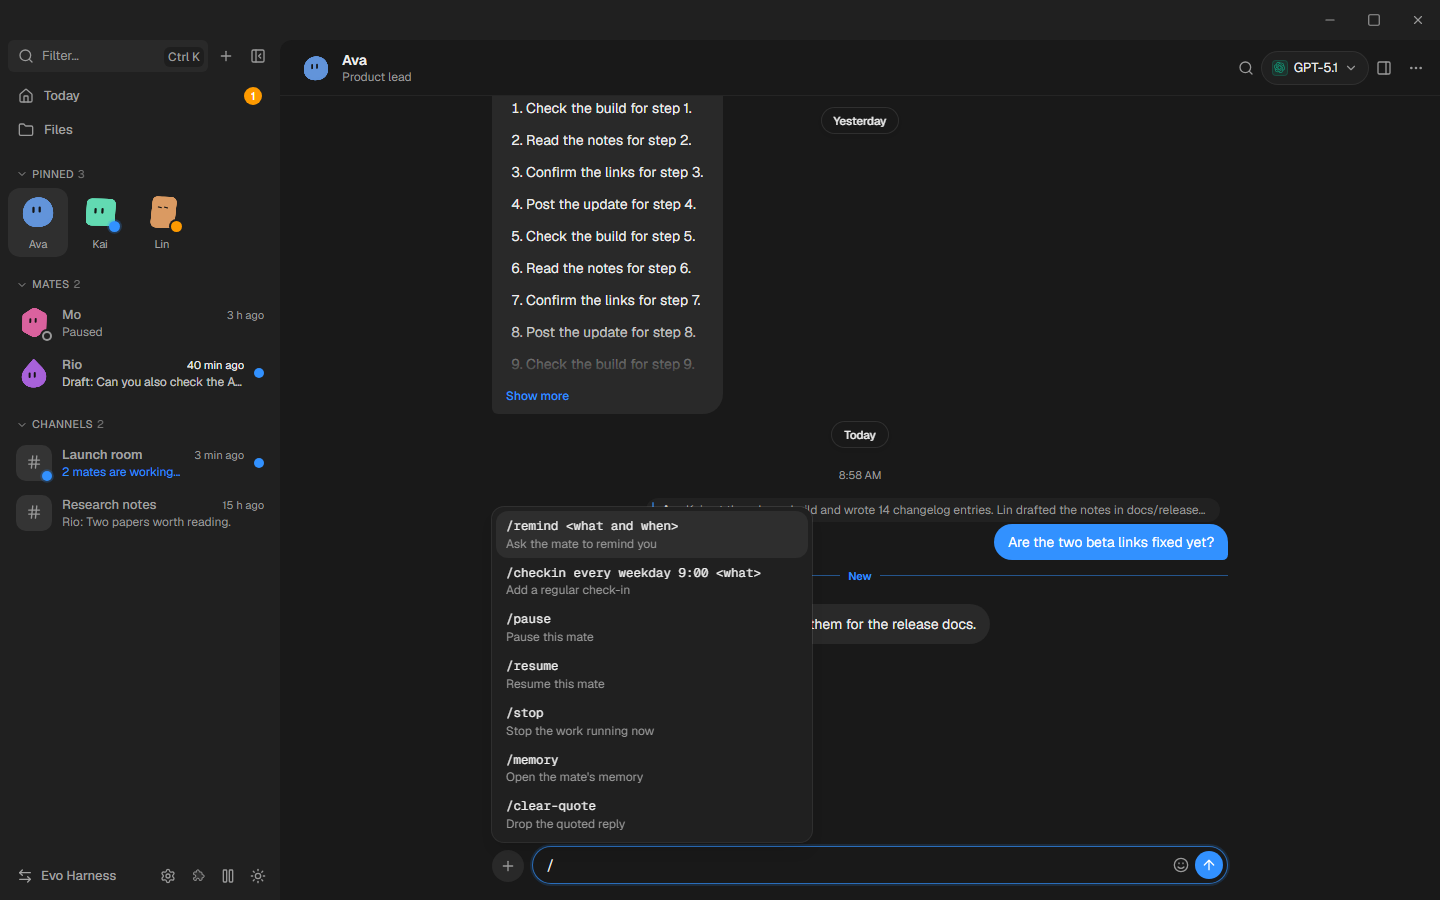 Filter...
Ctrl K
Today
1
Files
PINNED 3
Ava
Kai
Lin
MATES 2
Mo
3 h ago
Paused
Rio
40 min ago
Draft: Can you also check the A...
CHANNELS 2
Launch room
3 min ago
2 mates are working...
Research notes
15 h ago
Rio: Two papers worth reading.
Evo Harness
Ava
Product lead
GPT-5.1
Yesterday
1. Check the build for step 1.
2. Read the notes for step 2.
3. Confirm the links for step 3.
4. Post the update for step 4.
5. Check the build for step 5.
6. Read the notes for step 6.
7. Confirm the links for step 7.
8. Post the update for step 8.
9. Check the build for step 9.
Show more
Today
8:58 AM
and wrote 14 changelog entries. Lin drafted the notes in docs/release...
Are the two beta links fixed yet?
New
them for the release docs.
/remind <what and when>
Ask the mate to remind you
/checkin every weekday 9:00 <what>
Add a regular check-in
/pause
Pause this mate
/resume
Resume this mate
/stop
Stop the work running now
/memory
Open the mate's memory
/clear-quote
Drop the quoted reply
/